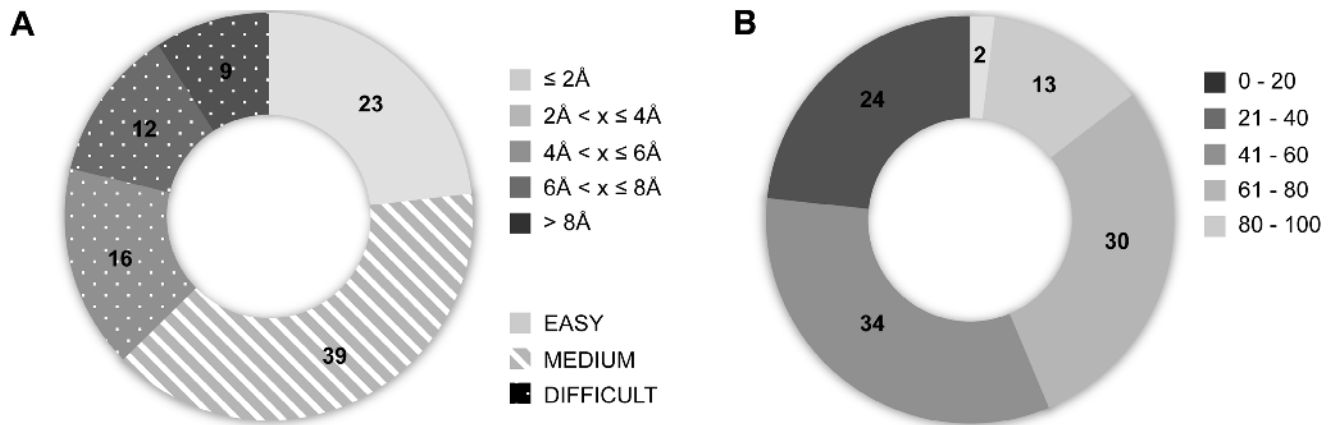 A
23
39
16
12
9
≤ 2Å
2Å < x ≤ 4Å
4Å < x ≤ 6Å
6Å < x ≤ 8Å
> 8Å
EASY
MEDIUM
DIFFICULT
B
2
13
30
34
24
0 - 20
21 - 40
41 - 60
61 - 80
80 - 100